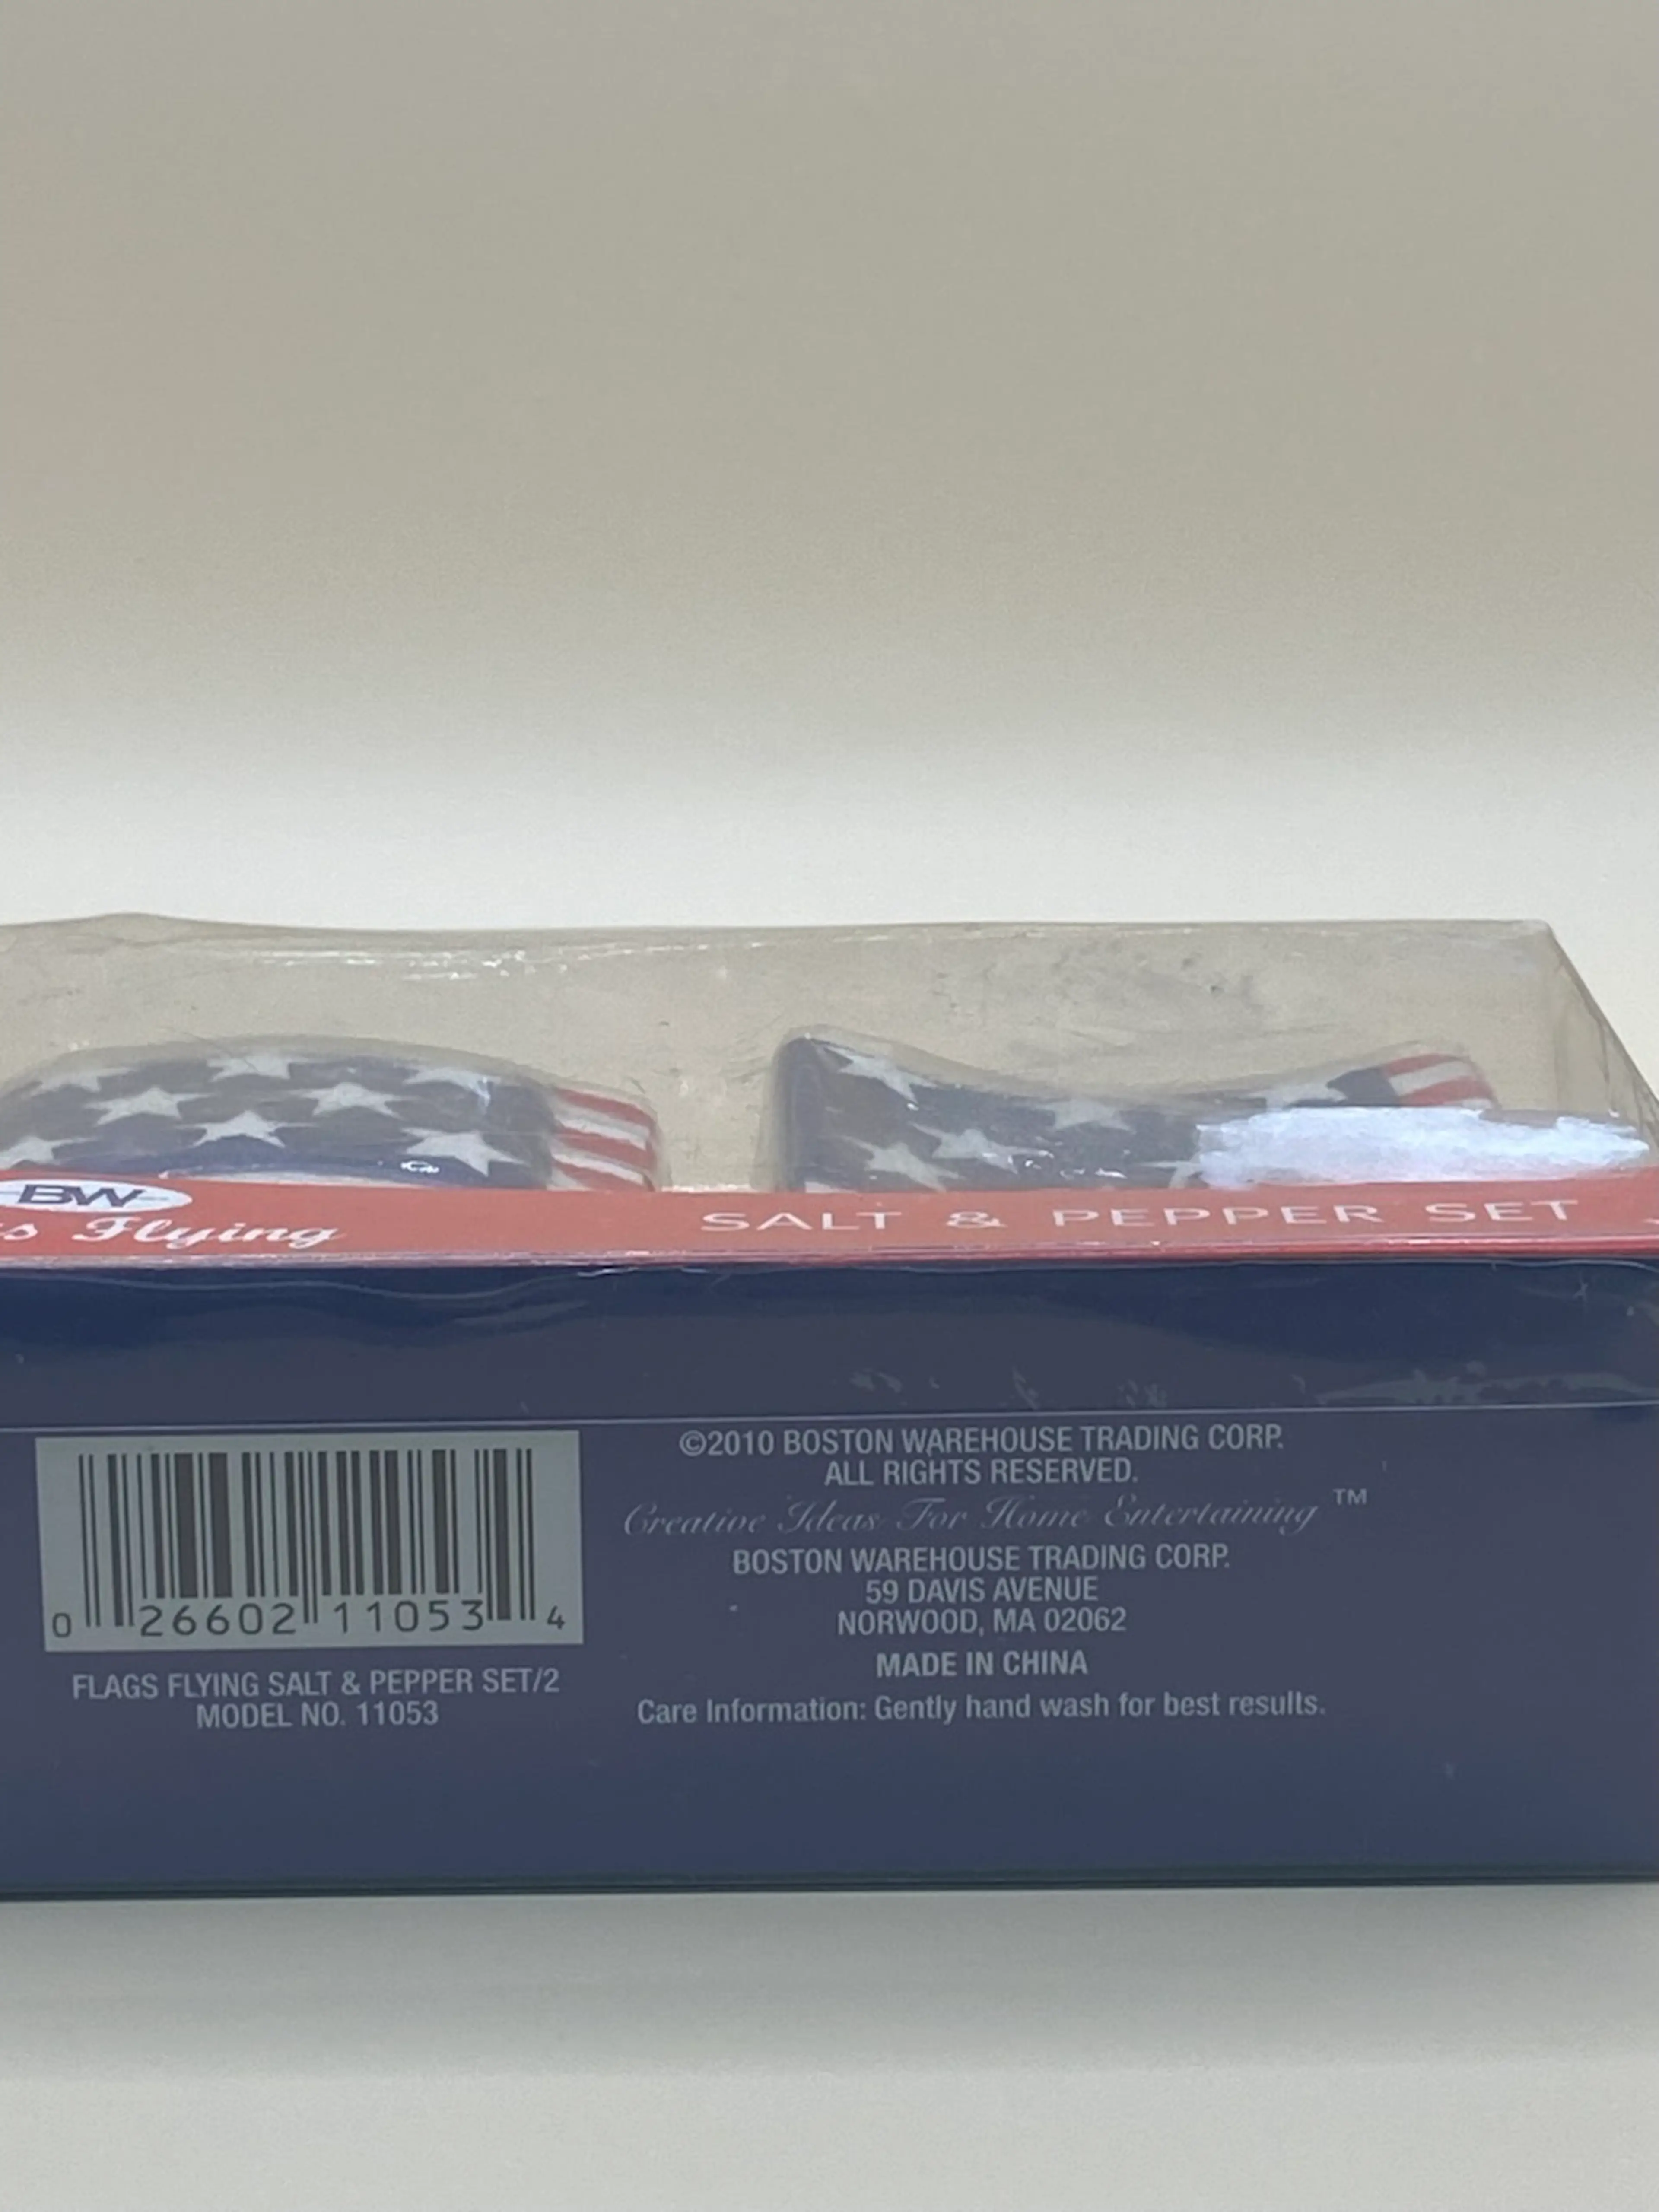 BW
s Flying
SALT & PEPPER SET
0 26602 11053 4
FLAGS FLYING SALT & PEPPER SET/2
MODEL NO. 11053
©2010 BOSTON WAREHOUSE TRADING CORP.
ALL RIGHTS RESERVED.
Creative Ideas For Home Entertaining ™
BOSTON WAREHOUSE TRADING CORP.
59 DAVIS AVENUE
NORWOOD, MA 02062
MADE IN CHINA
Care Information: Gently hand wash for best results.